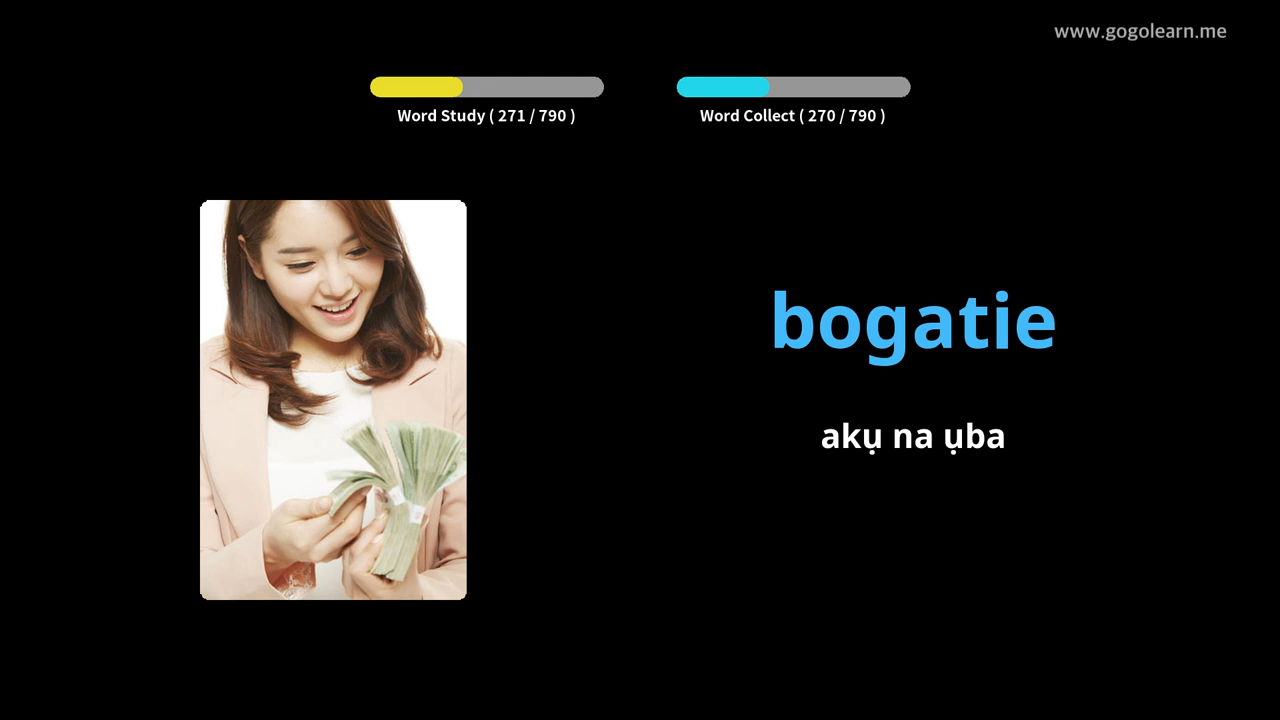 www.gogolearn.me
Word Study ( 271 / 790 )
Word Collect ( 270 / 790 )
bogatie
akụ na ụba